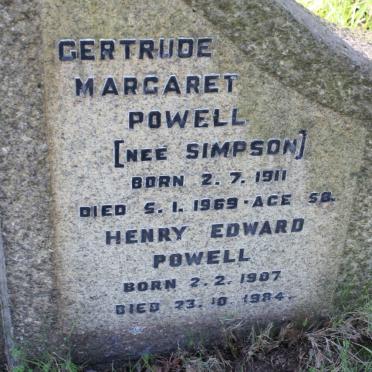 GERTRUDE
MARGARET
POWELL
[NEE SIMPSON]
BORN 2.7.1911
DIED 5.1.1969 - AGE 58.
HENRY EDWARD
POWELL
BORN 2.2.1907
DIED 23.10.1984.